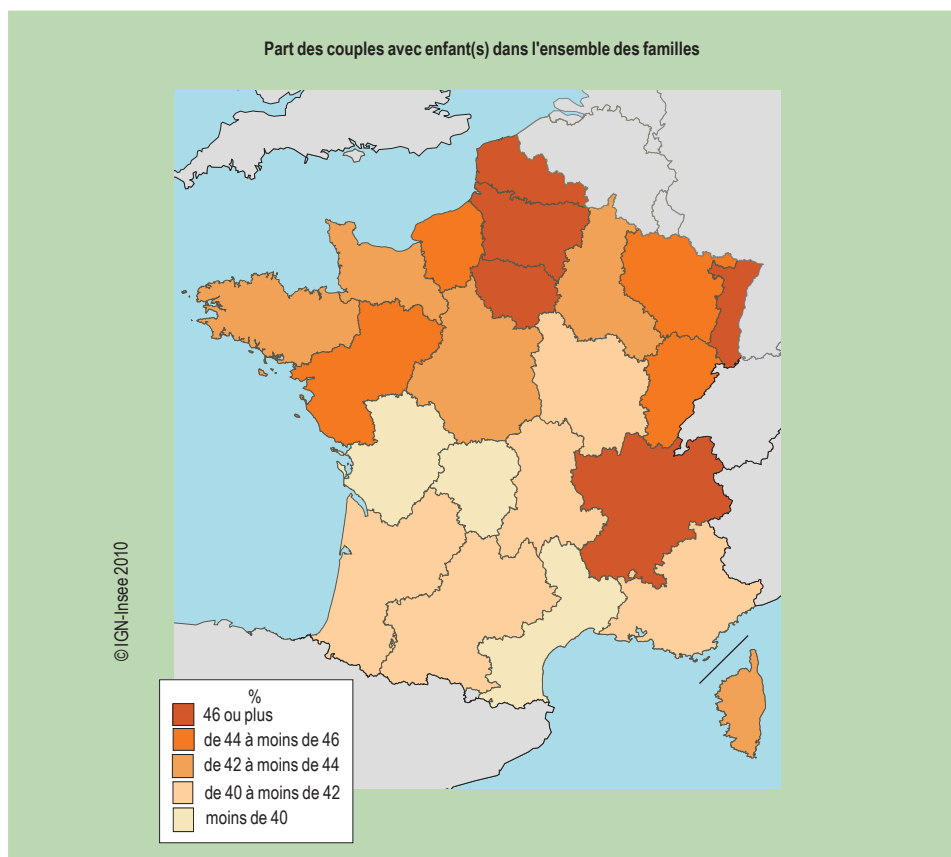 Part des couples avec enfant(s) dans l'ensemble des familles
© IGN-Insee 2010
%
46 ou plus
de 44 à moins de 46
de 42 à moins de 44
de 40 à moins de 42
moins de 40